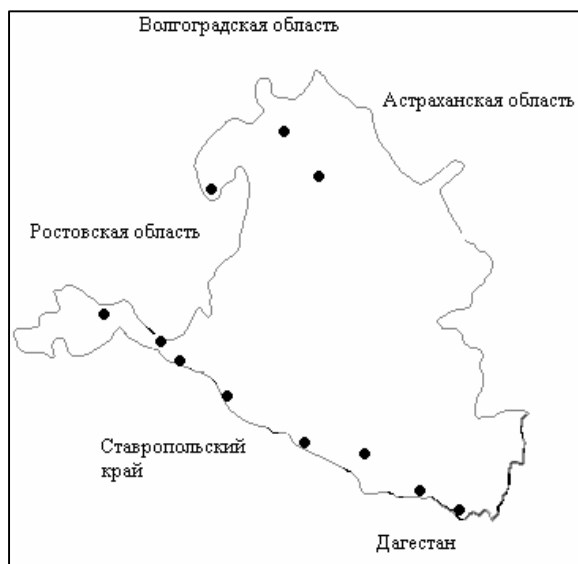 Волгоградская область
Астраханская область
Ростовская область
Ставропольский
край
Дагестан